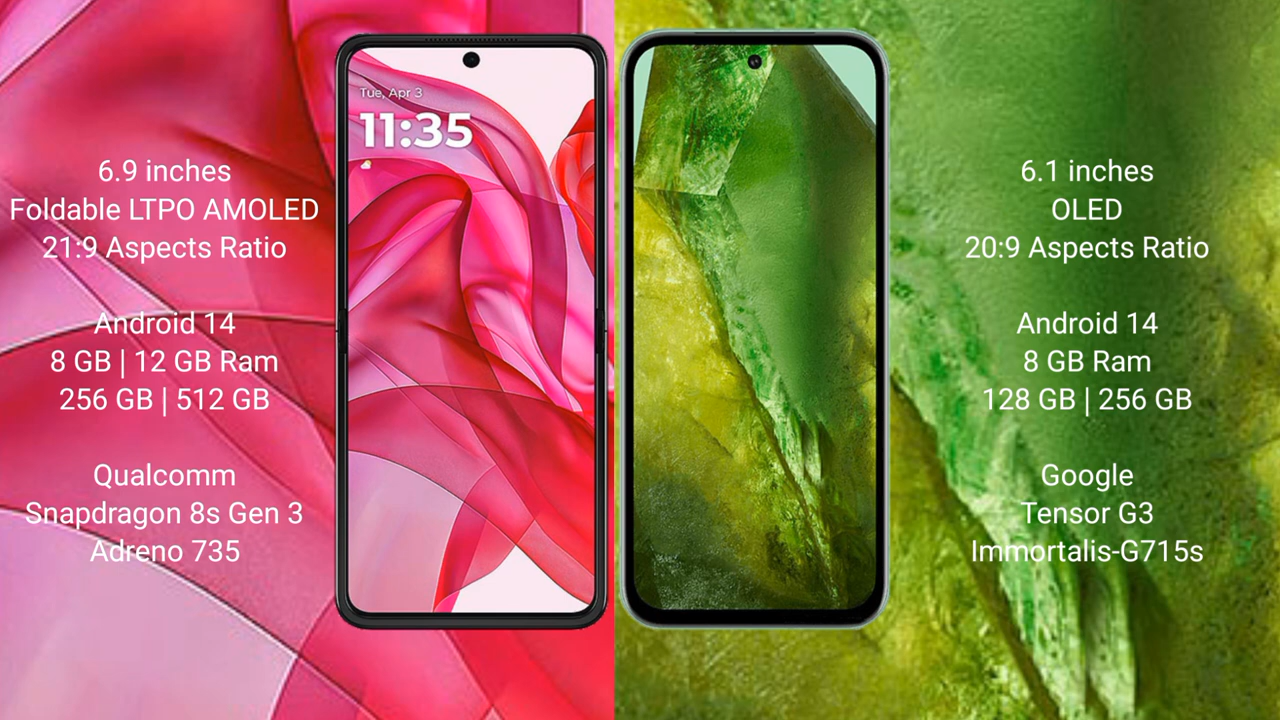 6.9 inches
Foldable LTPO AMOLED
21:9 Aspects Ratio
Android 14
8 GB | 12 GB Ram
256 GB | 512 GB
Qualcomm
Snapdragon 8s Gen 3
Adreno 735
Tue, Apr 3
11:35
6.1 inches
OLED
20:9 Aspects Ratio
Android 14
8 GB Ram
128 GB | 256 GB
Google
Tensor G3
Immortalis-G715s